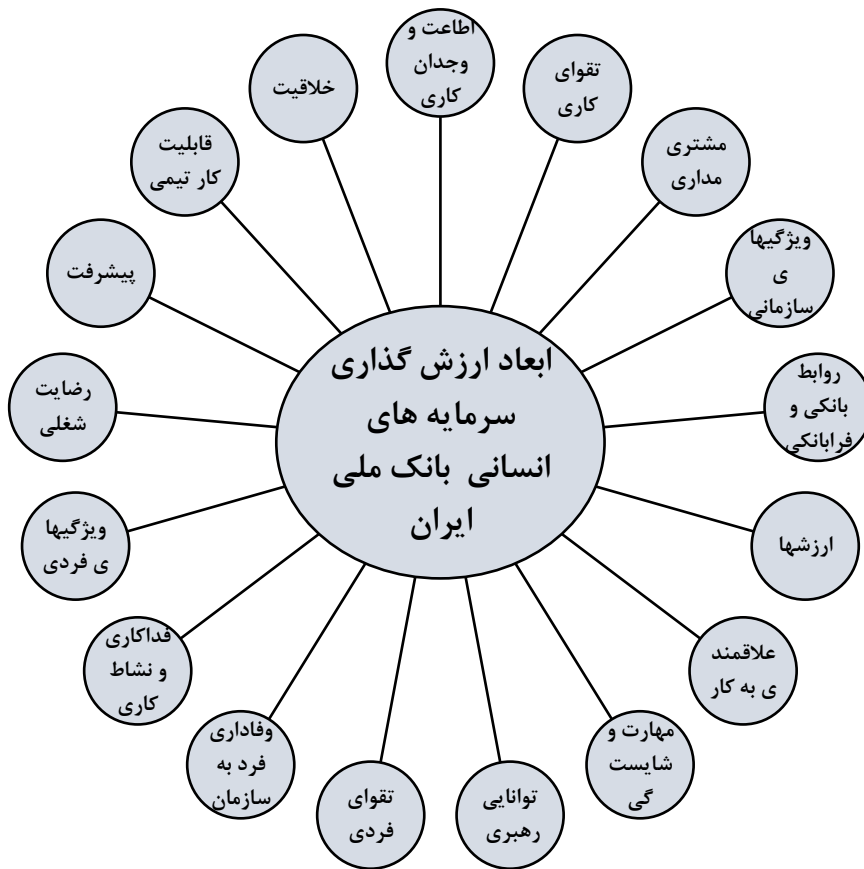 اطاعت و
وجدان
کاری
تقوای
کاری
مشتری
مداری
ویژگیها
ی
سازمانی
روابط
بانکی و
فرابانکی
ارزشها
علاقمند
ی به کار
مهارت و
شایست
گی
توانایی
رهبری
تقوای
فردی
وفاداری
فرد به
سازمان
فداکاری
و نشاط
کاری
ویژگیها
ی فردی
رضایت
شغلی
پیشرفت
قابلیت
کار تیمی
خلاقیت
ابعاد ارزش گذاری
سرمایه های
انسانی بانک ملی
ایران